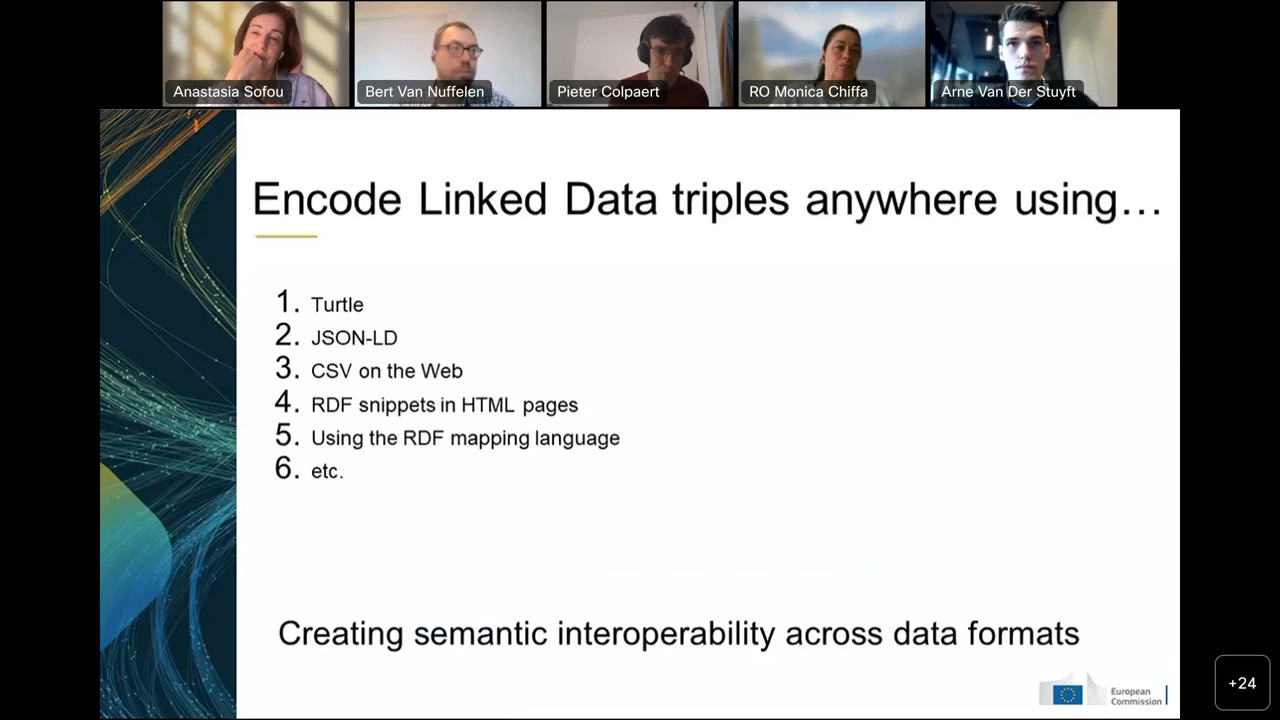 Anastasia Sofou
Bert Van Nuffelen
Pieter Colpaert
RO Monica Chiffa
Arne Van Der Stuyft
Encode Linked Data triples anywhere using…
1. Turtle
2. JSON-LD
3. CSV on the Web
4. RDF snippets in HTML pages
5. Using the RDF mapping language
6. etc.
Creating semantic interoperability across data formats
European
Commission
+24